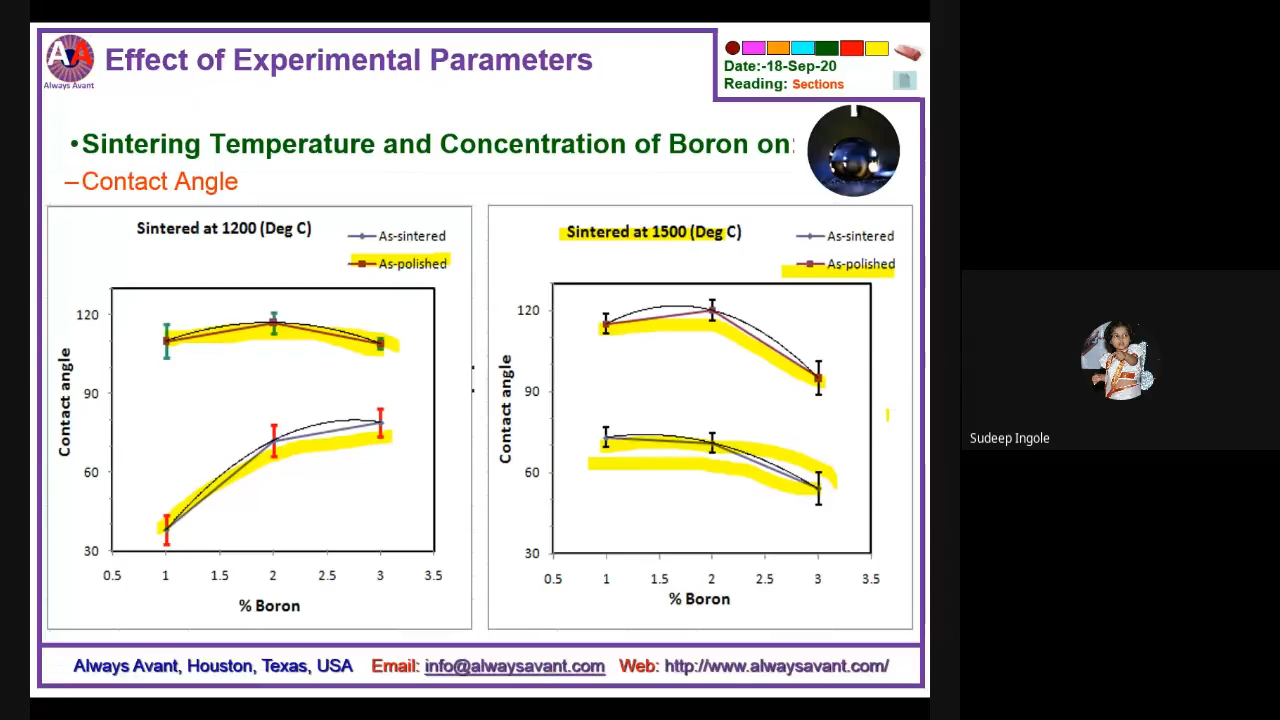 AVA
Always Avant
Effect of Experimental Parameters
Date:-18-Sep-20
Reading: Sections
•Sintering Temperature and Concentration of Boron on:
–Contact Angle
Sintered at 1200 (Deg C)
As-sintered
As-polished
120
90
60
30
Contact angle
0.5 1 1.5 2 2.5 3 3.5
% Boron
Sintered at 1500 (Deg C)
As-sintered
As-polished
120
90
60
30
Contact angle
0.5 1 1.5 2 2.5 3 3.5
% Boron
Always Avant, Houston, Texas, USA Email: info@alwaysavant.com Web: http://www.alwaysavant.com/
Sudeep Ingole